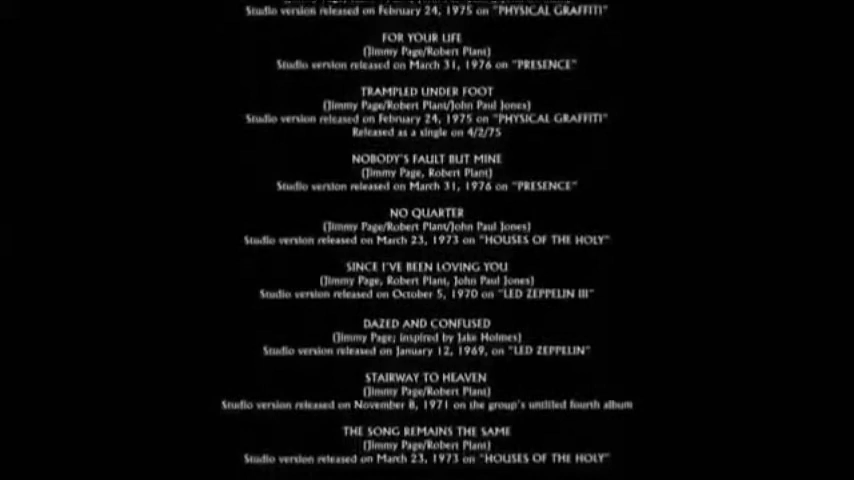 Studio version released on February 24, 1975 on "PHYSICAL GRAFFITI"
FOR YOUR LIFE
(Jimmy Page/Robert Plant)
Studio version released on March 31, 1976 on "PRESENCE"
TRAMPLED UNDER FOOT
(Jimmy Page/Robert Plant/John Paul Jones)
Studio version released on February 24, 1975 on "PHYSICAL GRAFFITI"
Released as a single on 4/2/75
NOBODY'S FAULT BUT MINE
(Jimmy Page, Robert Plant)
Studio version released on March 31, 1976 on "PRESENCE"
NO QUARTER
(Jimmy Page/Robert Plant/John Paul Jones)
Studio version released on March 23, 1973 on "HOUSES OF THE HOLY"
SINCE I'VE BEEN LOVING YOU
(Jimmy Page, Robert Plant, John Paul Jones)
Studio version released on October 5, 1970 on "LED ZEPPELIN III"
DAZED AND CONFUSED
(Jimmy Page; inspired by Jake Holmes)
Studio version released on January 12, 1969, on "LED ZEPPELIN"
STAIRWAY TO HEAVEN
(Jimmy Page/Robert Plant)
Studio version released on November 8, 1971 on the group's untitled fourth album
THE SONG REMAINS THE SAME
(Jimmy Page/Robert Plant)
Studio version released on March 23, 1973 on "HOUSES OF THE HOLY"